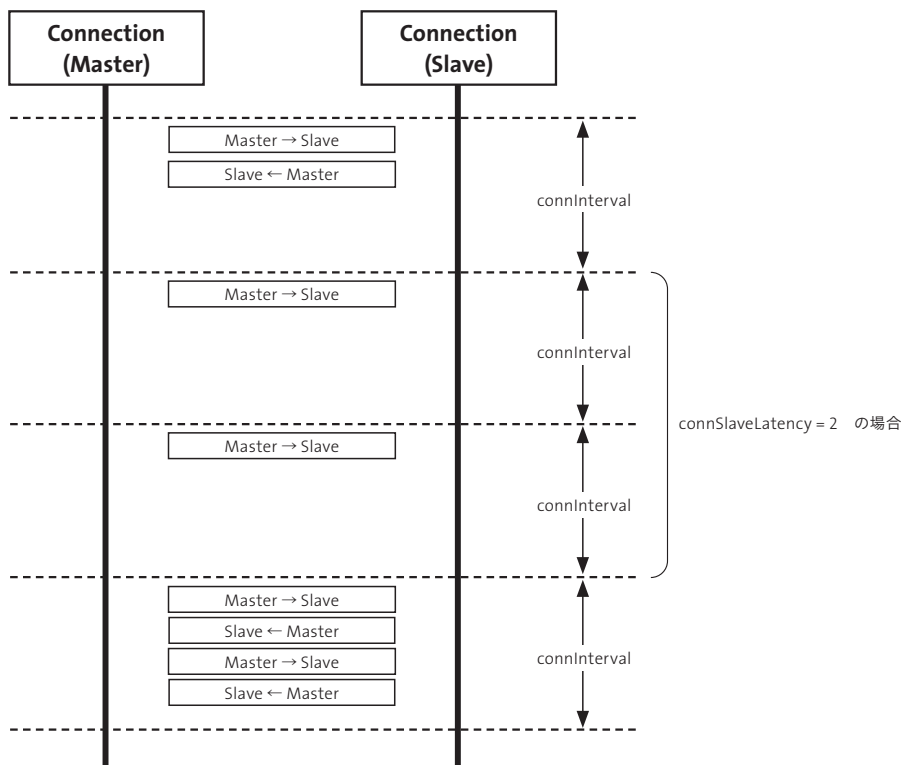 Connection
(Master)
Connection
(Slave)
Master → Slave
Slave ← Master
connInterval
Master → Slave
connInterval
Master → Slave
connSlaveLatency = 2 の場合
connInterval
Master → Slave
Slave ← Master
Master → Slave
Slave ← Master
connInterval